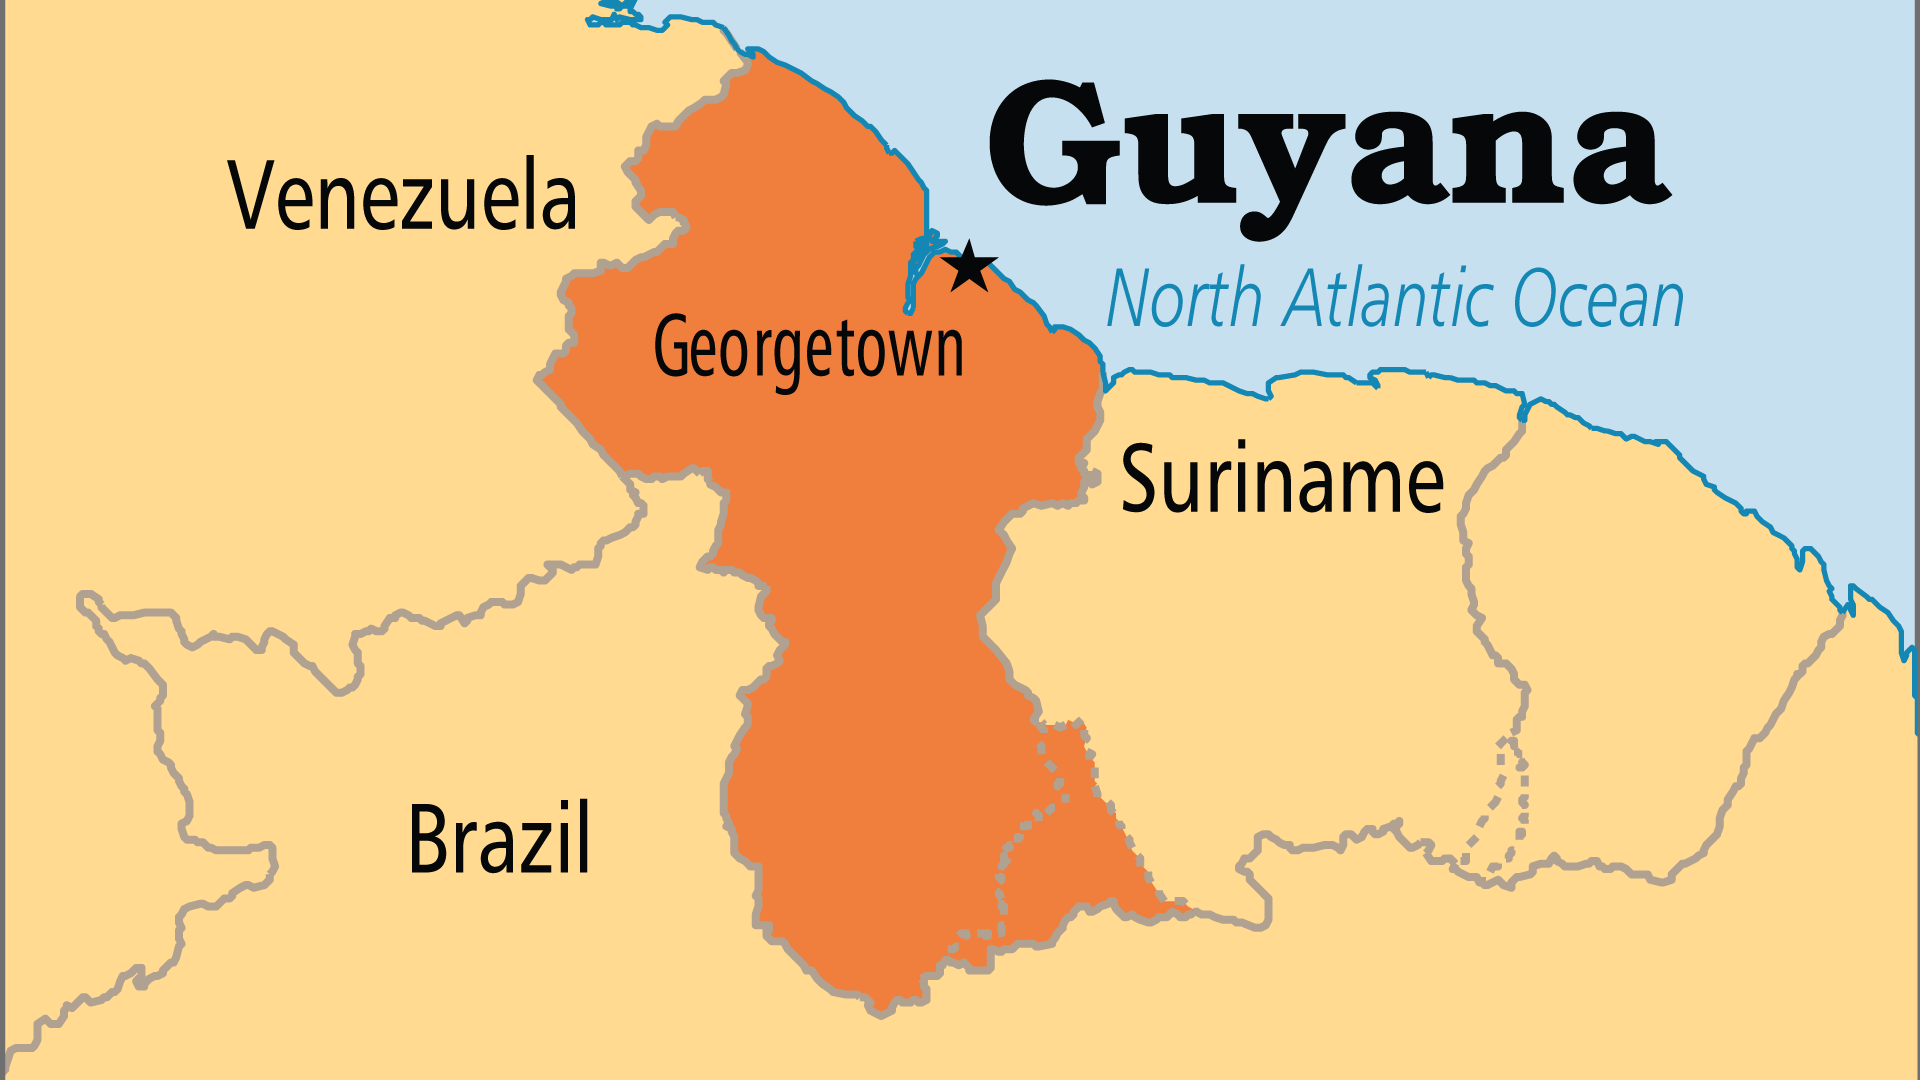 Guyana
Venezuela
North Atlantic Ocean
Georgetown
Suriname
Brazil